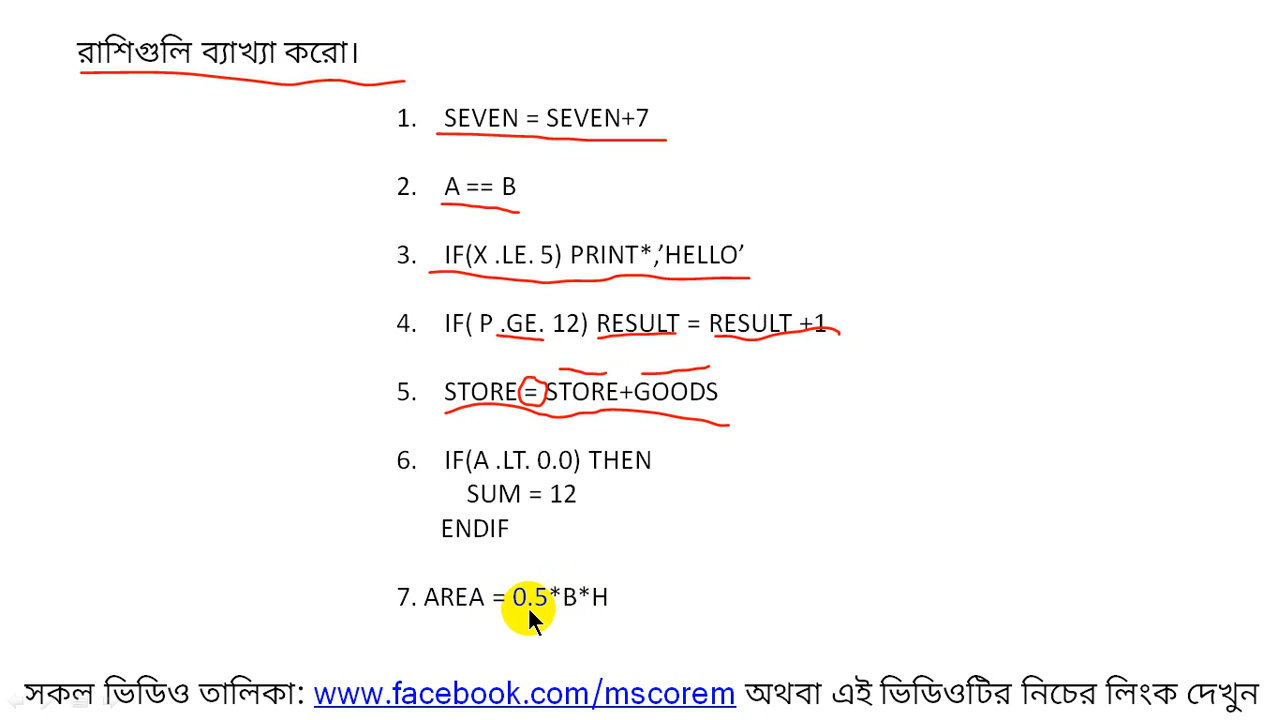 রাশিগুলি ব্যাখ্যা করো।
1. SEVEN = SEVEN+7
2. A == B
3. IF(X .LE. 5) PRINT*,’HELLO’
4. IF( P .GE. 12) RESULT = RESULT +1
5. STORE = STORE+GOODS
6. IF(A .LT. 0.0) THEN
SUM = 12
ENDIF
7. AREA = 0.5*B*H
সকল ভিডিও তালিকা: www.facebook.com/mscorem অথবা এই ভিডিওটির নিচের লিংক দেখুন